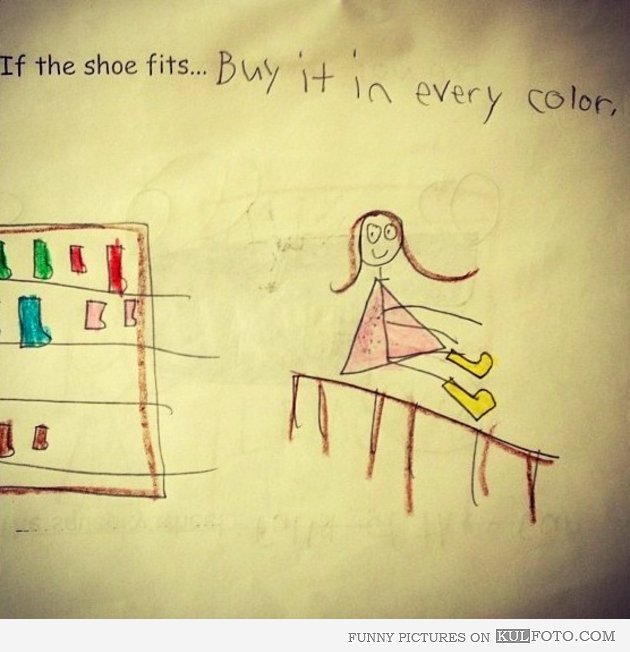 If the shoe fits... Buy it in every color.
FUNNY PICTURES ON KULFOTO.COM